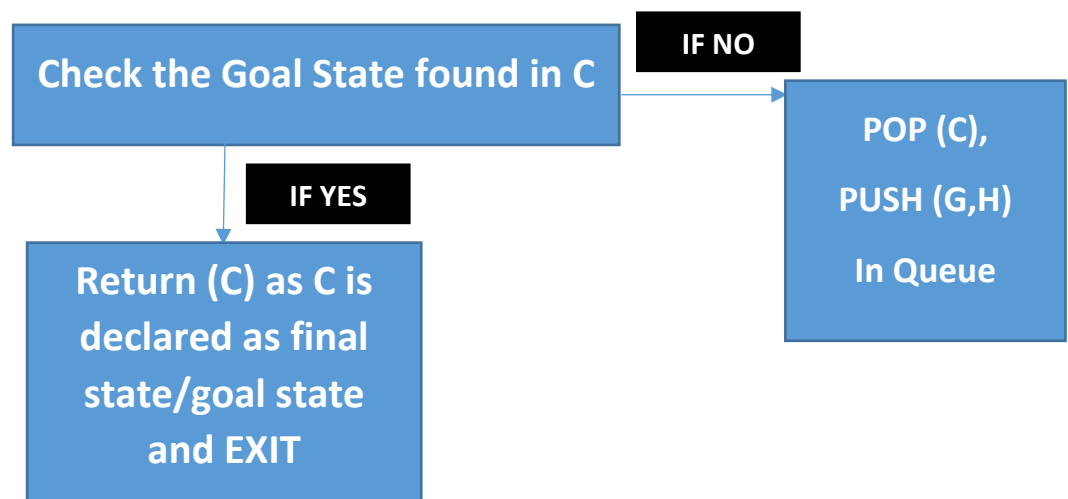 IF NO
Check the Goal State found in C
POP (C),
PUSH (G,H)
In Queue
IF YES
Return (C) as C is
declared as final
state/goal state
and EXIT